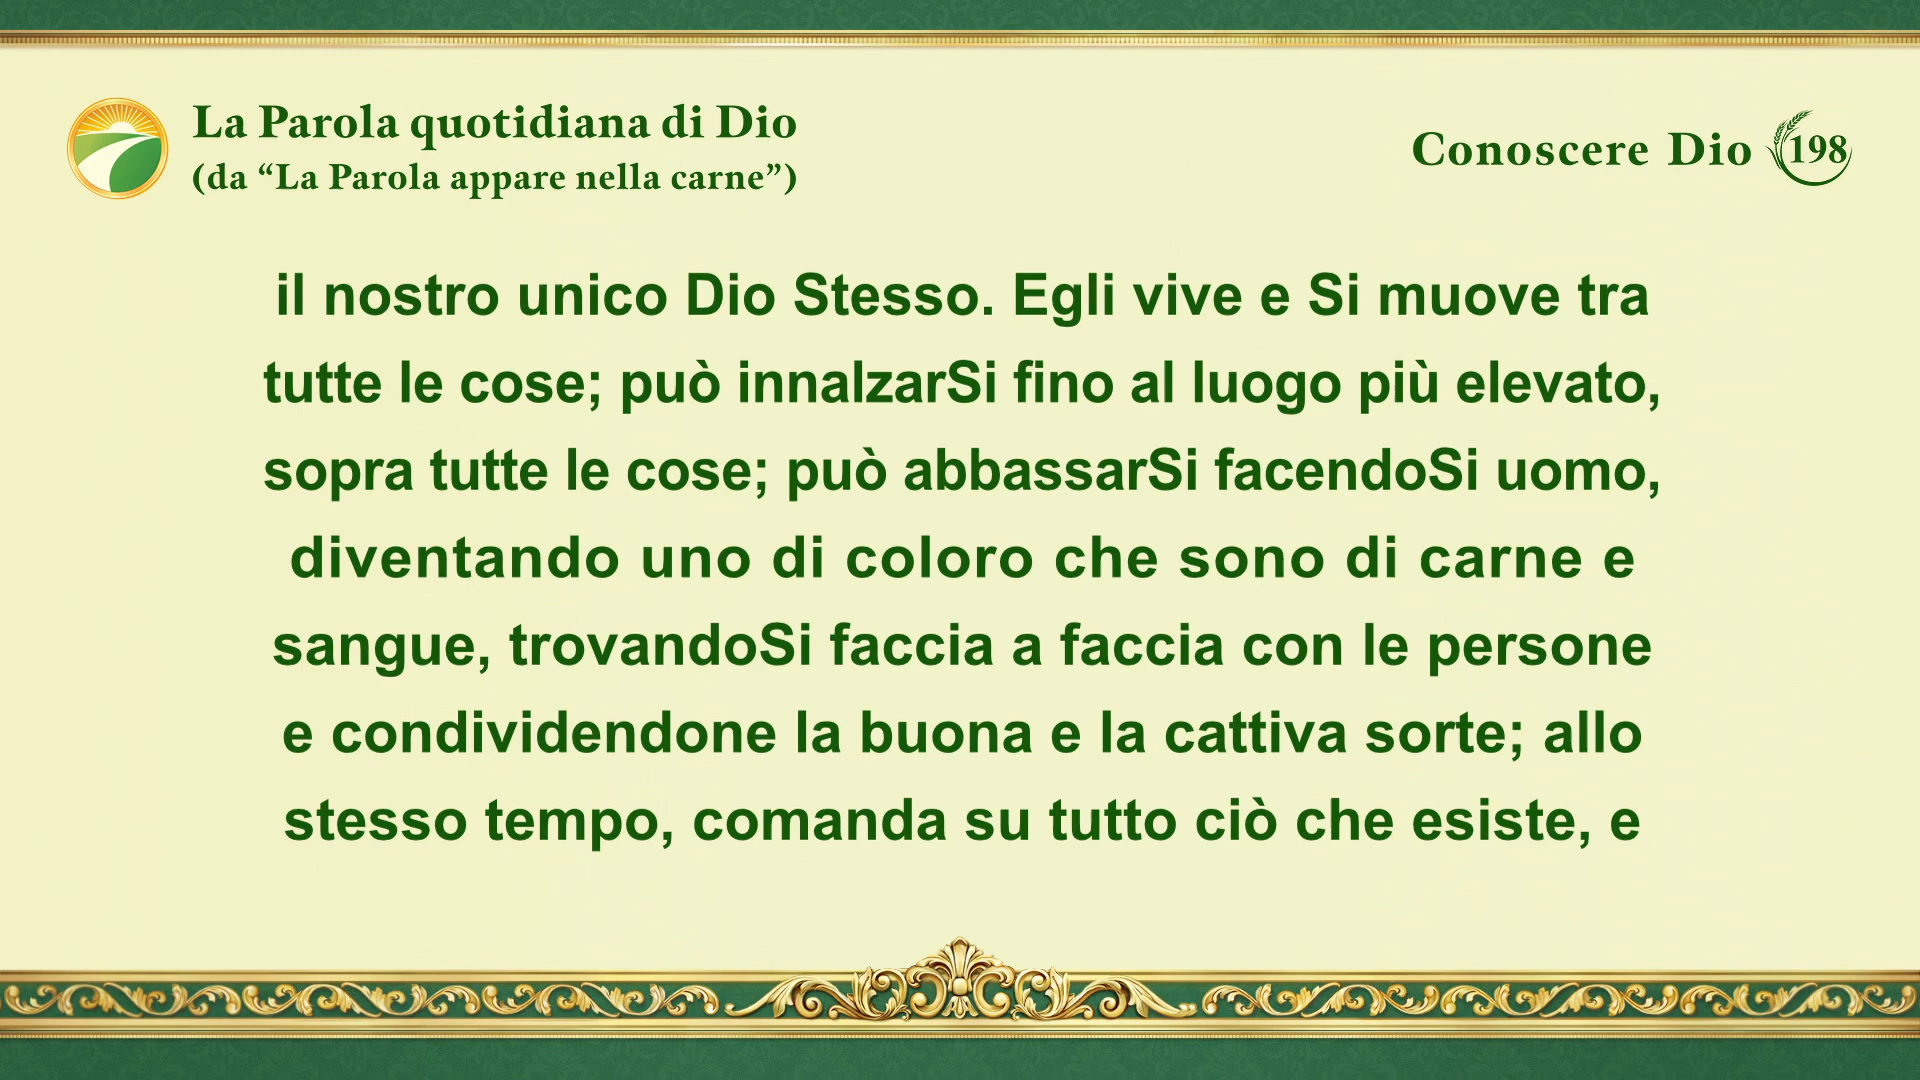 La Parola quotidiana di Dio
(da “La Parola appare nella carne”)
Conoscere Dio 198
il nostro unico Dio Stesso. Egli vive e Si muove tra
tutte le cose; può innalzarSi fino al luogo più elevato,
sopra tutte le cose; può abbassarSi facendoSi uomo,
diventando uno di coloro che sono di carne e
sangue, trovandoSi faccia a faccia con le persone
e condividendone la buona e la cattiva sorte; allo
stesso tempo, comanda su tutto ciò che esiste, e